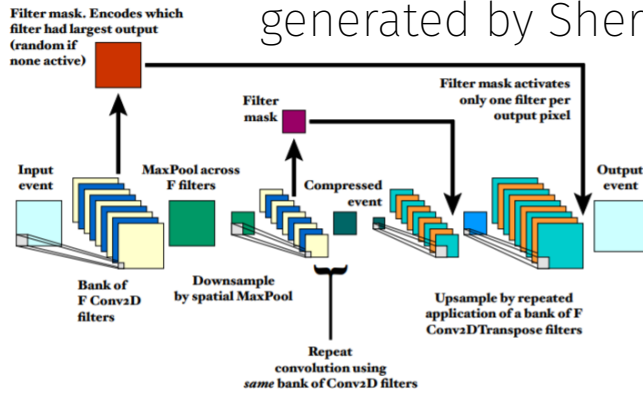 generated by Sher
Filter mask. Encodes which
filter had largest output
(random if
none active)
Filter
mask
Filter mask activates
only one filter per
output pixel
Input
event
MaxPool across
F filters
Compressed
event
Output
event
Bank of
F Conv2D
filters
Downsample
by spatial MaxPool
Upsample by repeated
application of a bank of F
Conv2DTranspose filters
Repeat
convolution using
same bank of Conv2D filters